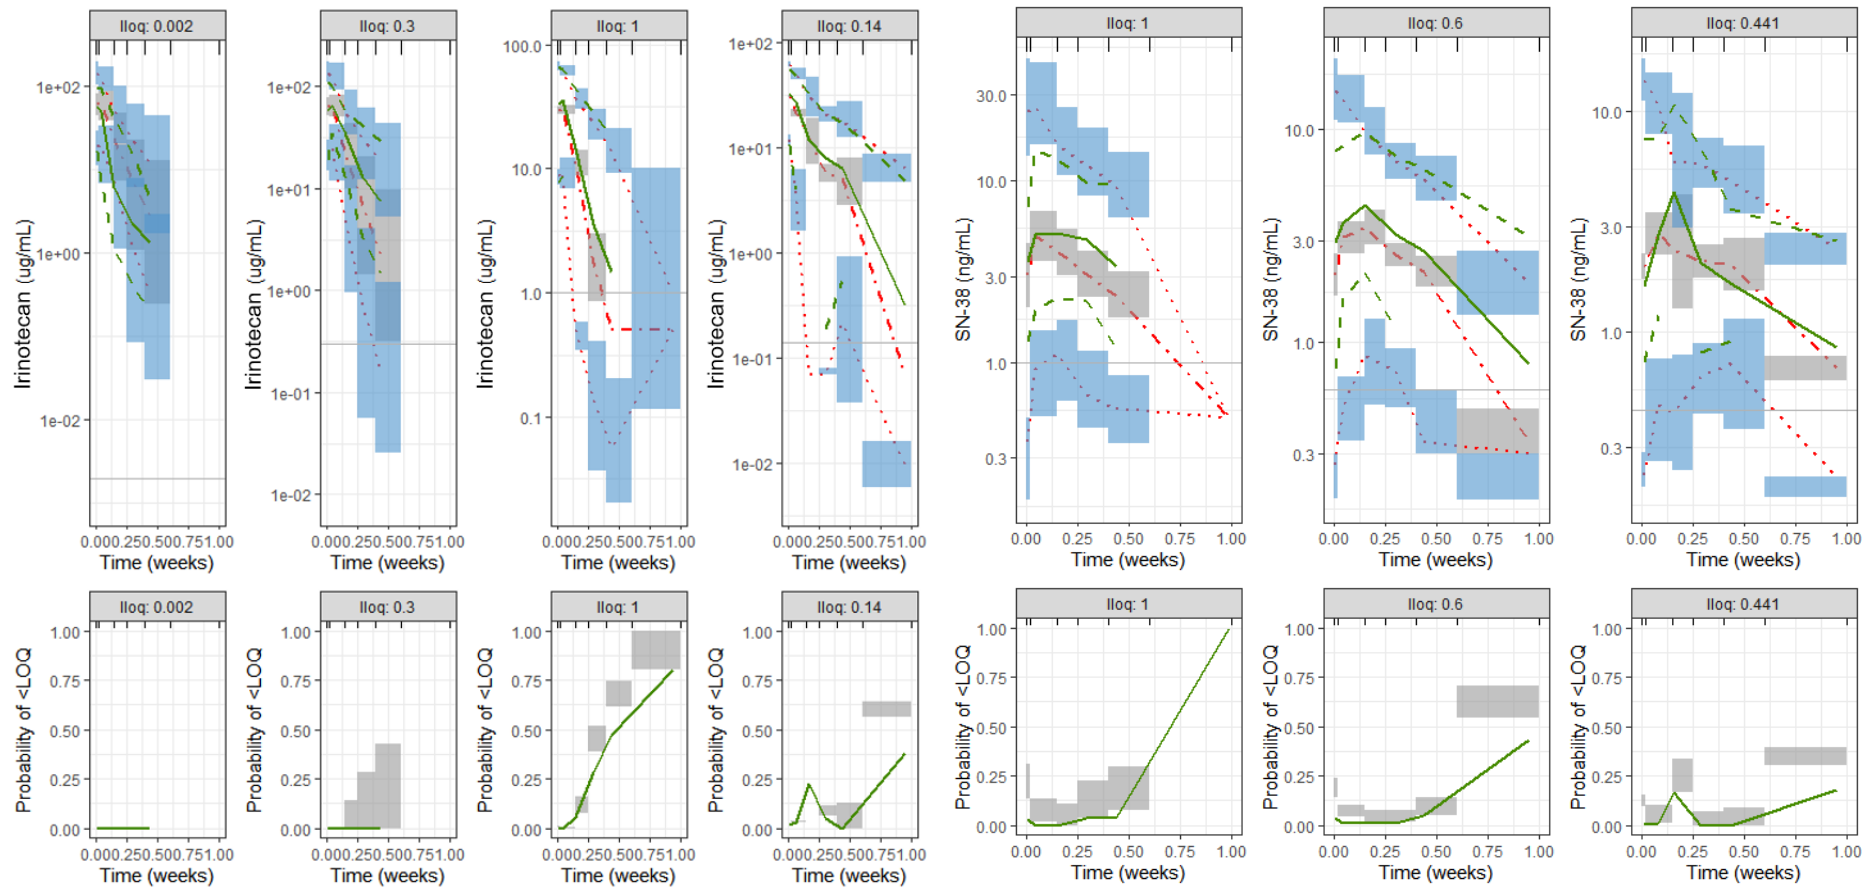 lloq: 0.002
1e+02
1e+00
1e-02
Irinotecan (ug/mL)
0.000.250.500.751.00
Time (weeks)
lloq: 0.3
1e+02
1e+01
1e+00
1e-01
1e-02
Irinotecan (ug/mL)
0.000.250.500.751.00
Time (weeks)
lloq: 1
100.0
10.0
1.0
0.1
Irinotecan (ug/mL)
0.000.250.500.751.00
Time (weeks)
lloq: 0.14
1e+02
1e+01
1e+00
1e-01
1e-02
Irinotecan (ug/mL)
0.000.250.500.751.00
Time (weeks)
lloq: 1
30.0
10.0
3.0
1.0
0.3
SN-38 (ng/mL)
0.00 0.25 0.50 0.75 1.00
Time (weeks)
lloq: 0.6
10.0
3.0
1.0
0.3
SN-38 (ng/mL)
0.00 0.25 0.50 0.75 1.00
Time (weeks)
lloq: 0.441
10.0
3.0
1.0
0.3
SN-38 (ng/mL)
0.00 0.25 0.50 0.75 1.00
Time (weeks)
lloq: 0.002
1.00
0.75
0.50
0.25
0.00
Probability of <LOQ
0.000.250.500.751.00
Time (weeks)
lloq: 0.3
1.00
0.75
0.50
0.25
0.00
Probability of <LOQ
0.000.250.500.751.00
Time (weeks)
lloq: 1
1.00
0.75
0.50
0.25
0.00
Probability of <LOQ
0.000.250.500.751.00
Time (weeks)
lloq: 0.14
1.00
0.75
0.50
0.25
0.00
Probability of <LOQ
0.000.250.500.751.00
Time (weeks)
lloq: 1
1.00
0.75
0.50
0.25
0.00
Probability of <LOQ
0.00 0.25 0.50 0.75 1.00
Time (weeks)
lloq: 0.6
1.00
0.75
0.50
0.25
0.00
Probability of <LOQ
0.00 0.25 0.50 0.75 1.00
Time (weeks)
lloq: 0.441
1.00
0.75
0.50
0.25
0.00
Probability of <LOQ
0.00 0.25 0.50 0.75 1.00
Time (weeks)